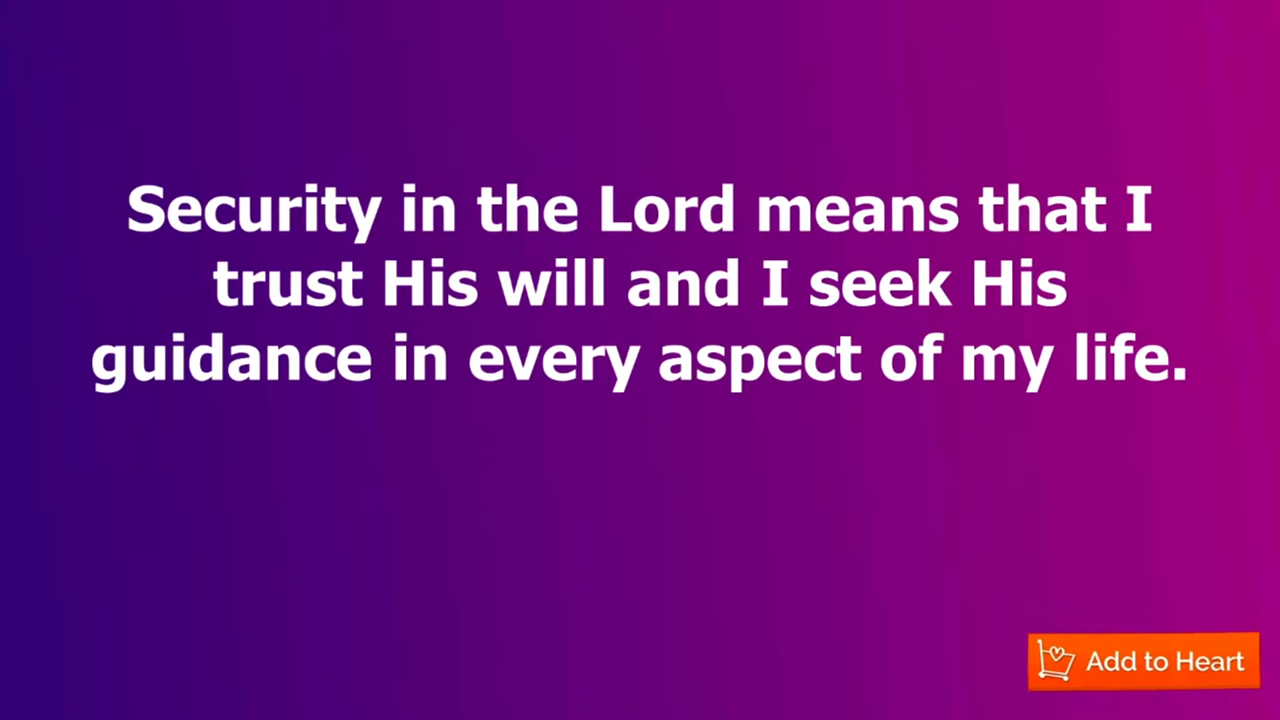 Security in the Lord means that I
trust His will and I seek His
guidance in every aspect of my life.
Add to Heart